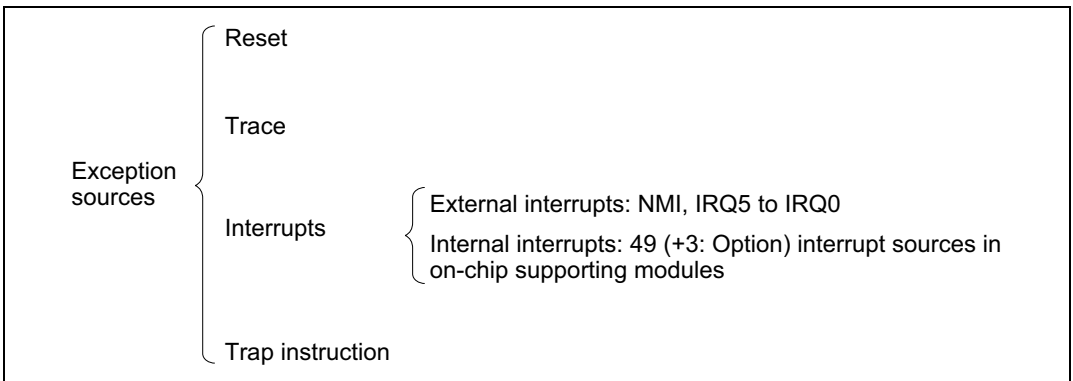 Reset
Trace
Exception
sources
Interrupts
External interrupts: NMI, IRQ5 to IRQ0
Internal interrupts: 49 (+3: Option) interrupt sources in
on-chip supporting modules
Trap instruction